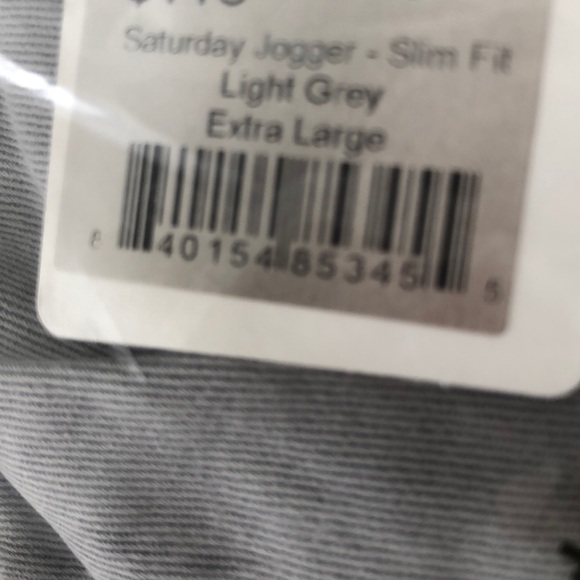 Saturday Jogger - Slim Fit
Light Grey
Extra Large
8 40154 85345 5